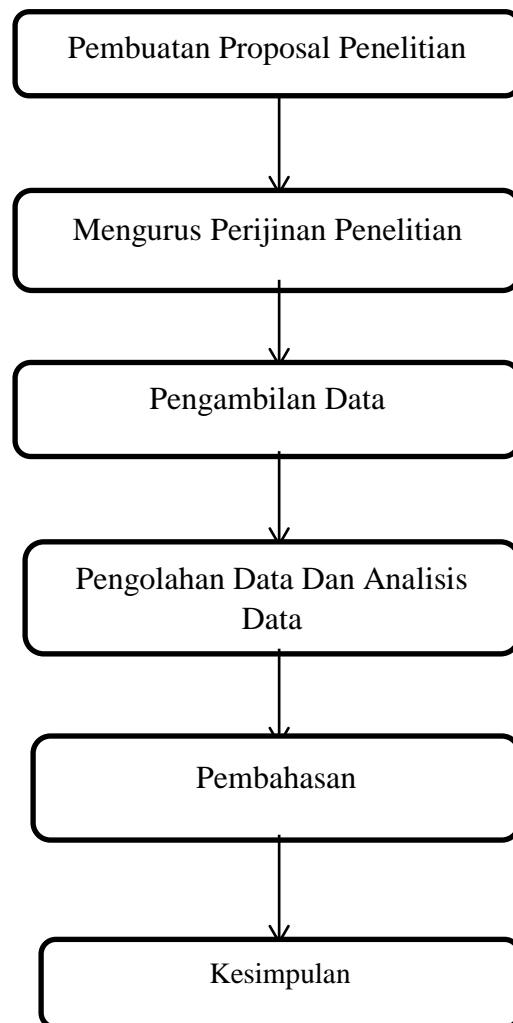 Pembuatan Proposal Penelitian
Mengurus Perijinan Penelitian
Pengambilan Data
Pengolahan Data Dan Analisis
Data
Pembahasan
Kesimpulan